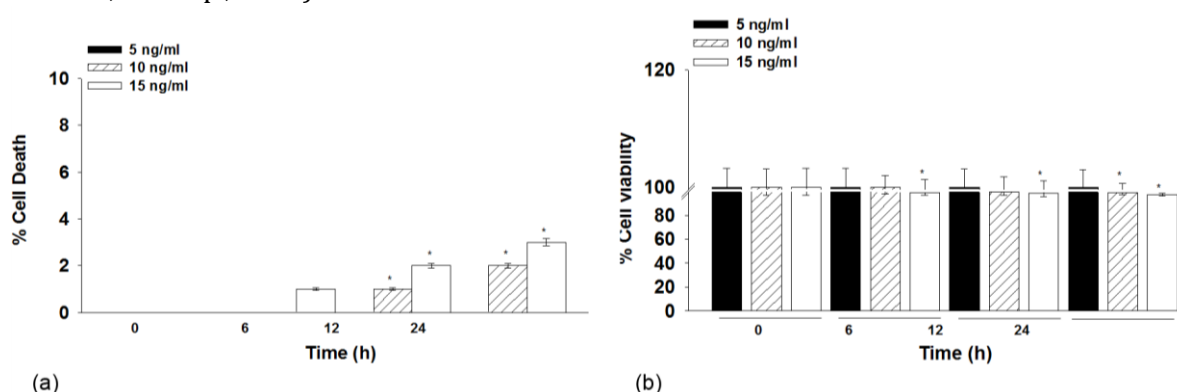 5 ng/ml
10 ng/ml
15 ng/ml
10
8
6
4
2
0
% Cell Death
0 6 12 24
Time (h)
(a)
5 ng/ml
10 ng/ml
15 ng/ml
120
100
80
60
40
20
0
% Cell viability
0 6 12 24
Time (h)
(b)
* * * * *
* * * *